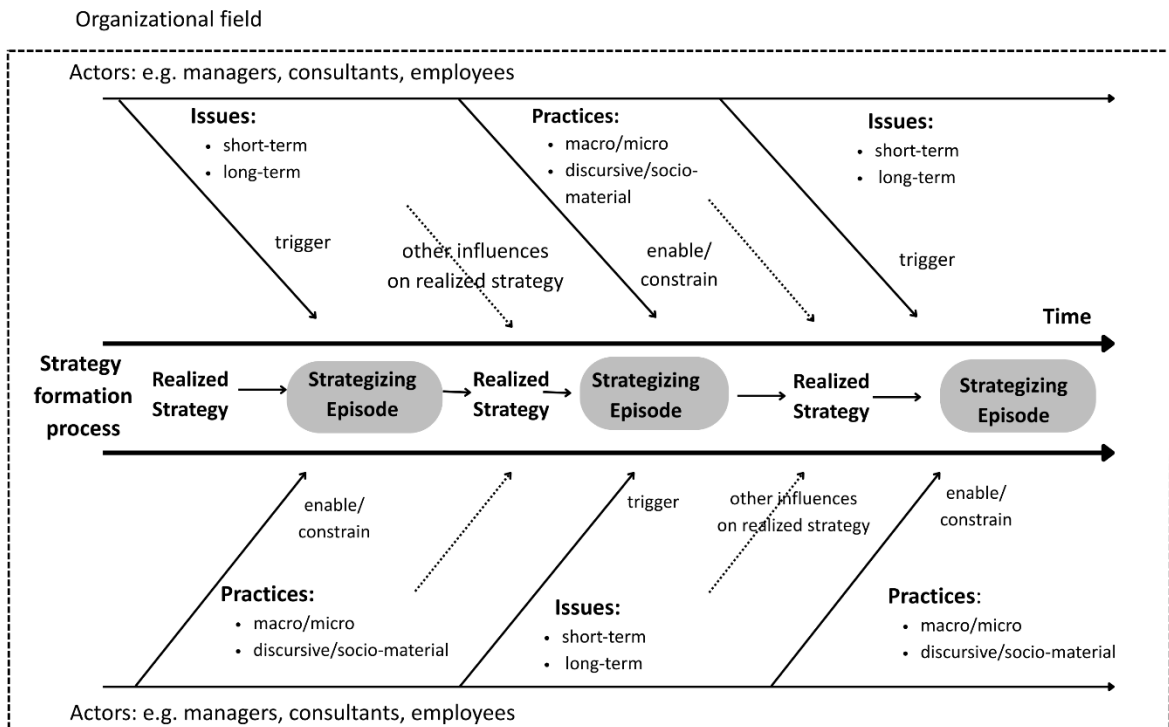 Organizational field
Actors: e.g. managers, consultants, employees
Issues:
• short-term
• long-term
trigger
other influences
on realized strategy
Practices:
• macro/micro
• discursive/socio-
material
enable/
constrain
Issues:
• short-term
• long-term
trigger
Time
Strategy
formation
process
Realized
Strategy
Strategizing
Episode
Realized
Strategy
Strategizing
Episode
Realized
Strategy
Strategizing
Episode
enable/
constrain
Practices:
• macro/micro
• discursive/socio-material
trigger
Issues:
• short-term
• long-term
other influences
on realized strategy
enable/
constrain
Practices:
• macro/micro
• discursive/socio-material
Actors: e.g. managers, consultants, employees